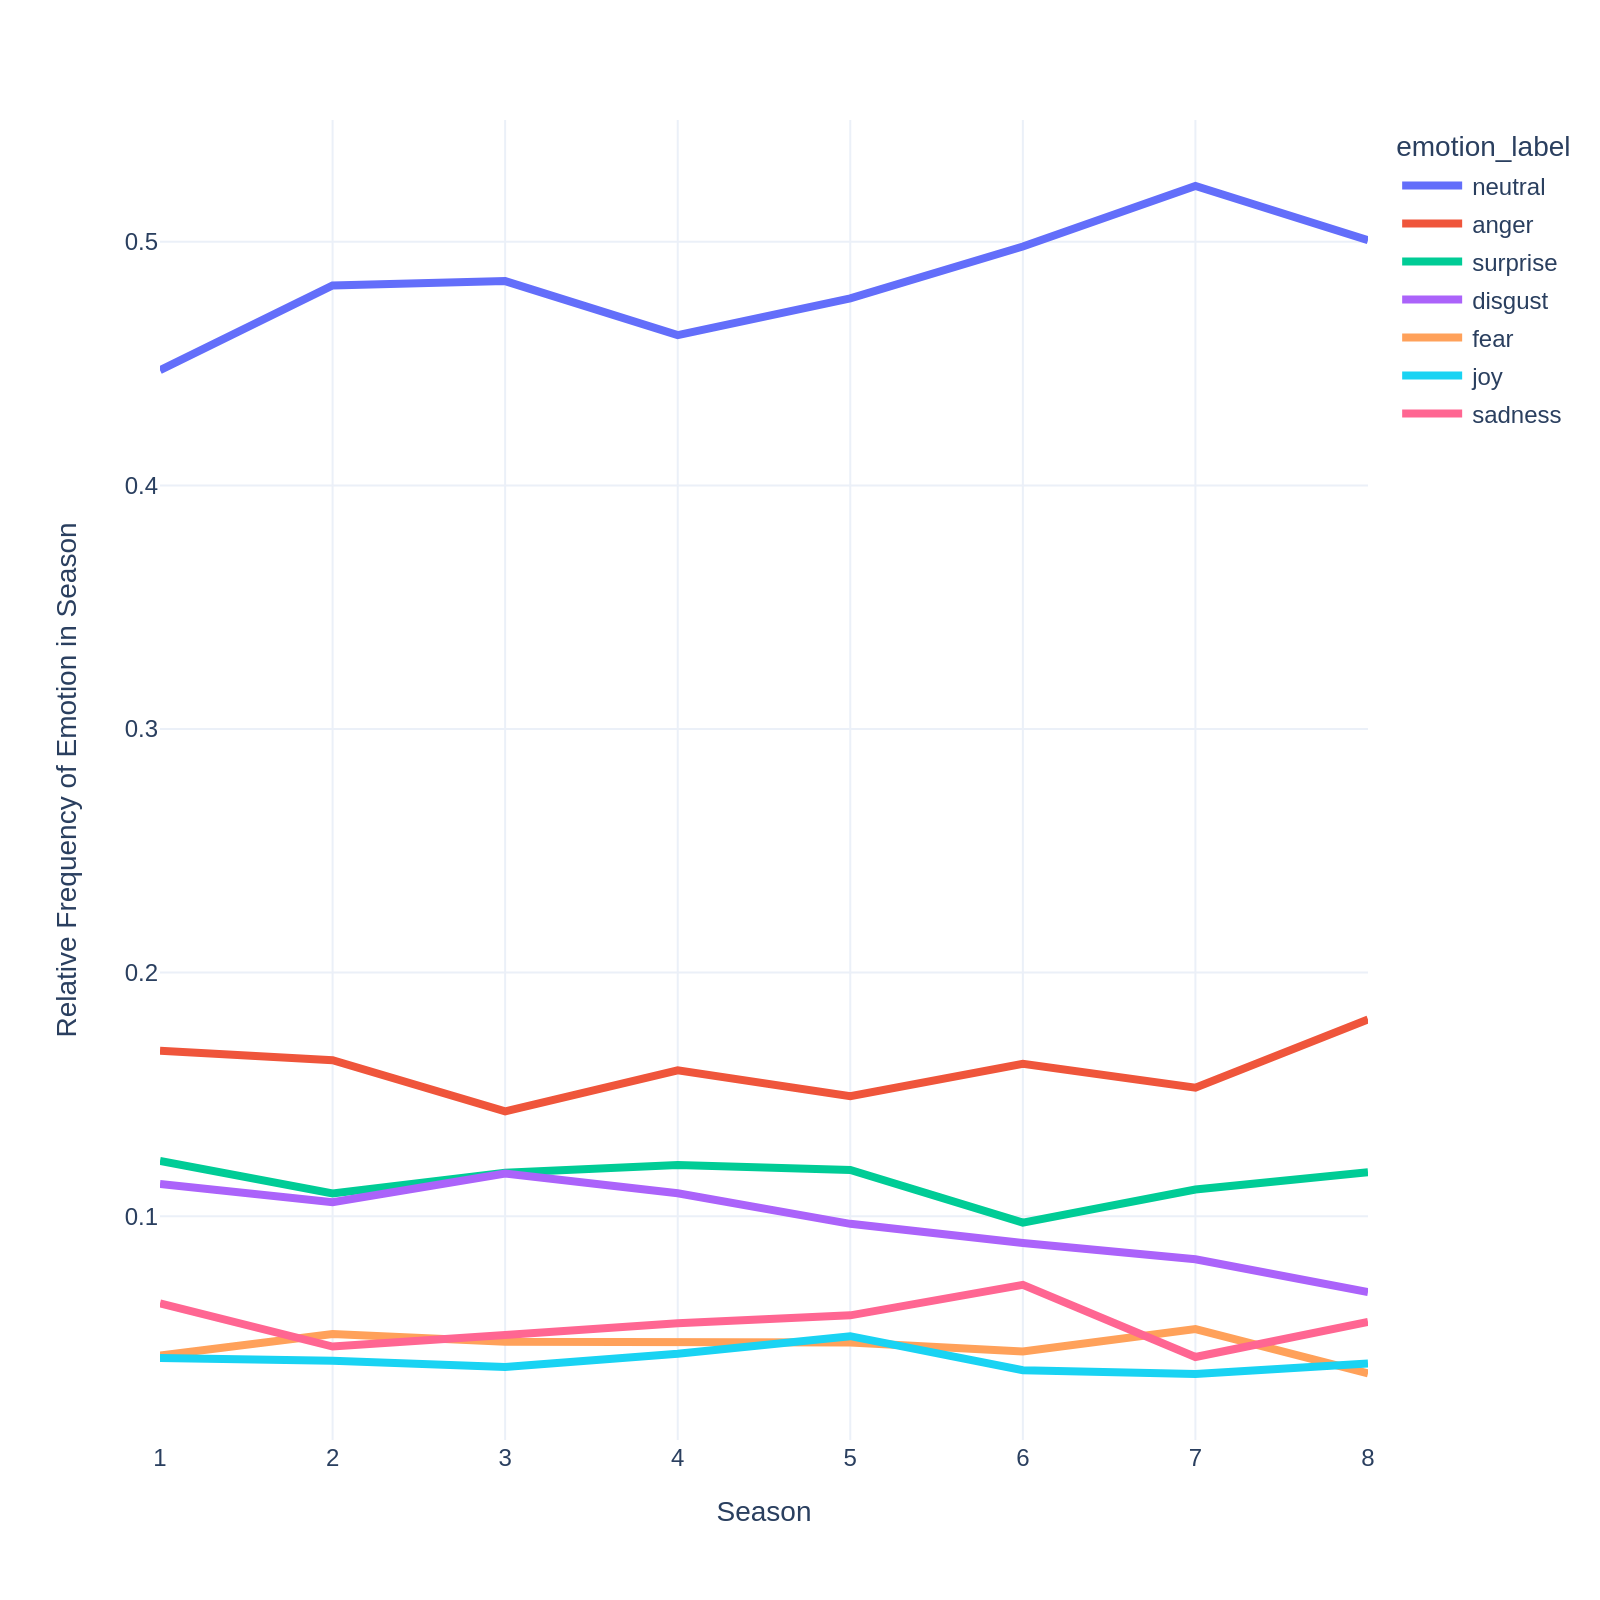 emotion_label
neutral
anger
surprise
disgust
fear
joy
sadness
Relative Frequency of Emotion in Season
0.5
0.4
0.3
0.2
0.1
1 2 3 4 5 6 7 8
Season